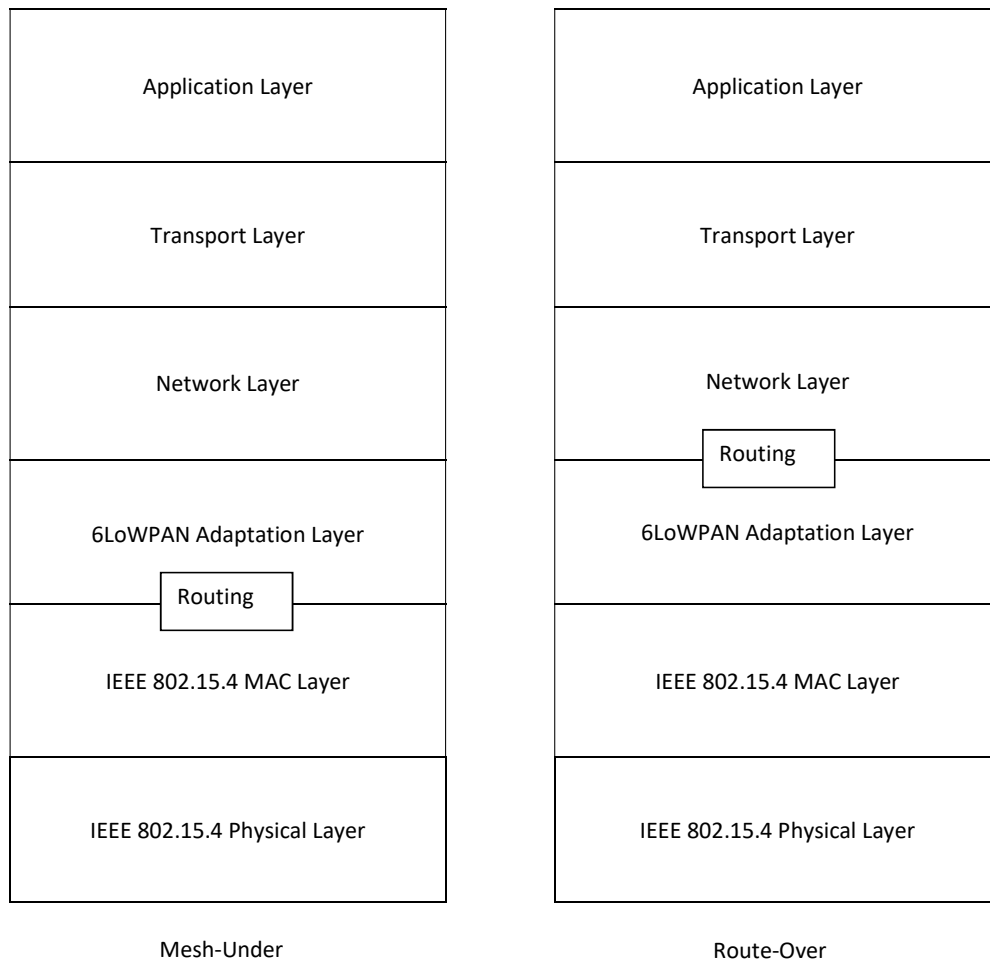 Application Layer
Transport Layer
Network Layer
6LoWPAN Adaptation Layer
Routing
IEEE 802.15.4 MAC Layer
IEEE 802.15.4 Physical Layer
Mesh-Under
Application Layer
Transport Layer
Network Layer
Routing
6LoWPAN Adaptation Layer
IEEE 802.15.4 MAC Layer
IEEE 802.15.4 Physical Layer
Route-Over